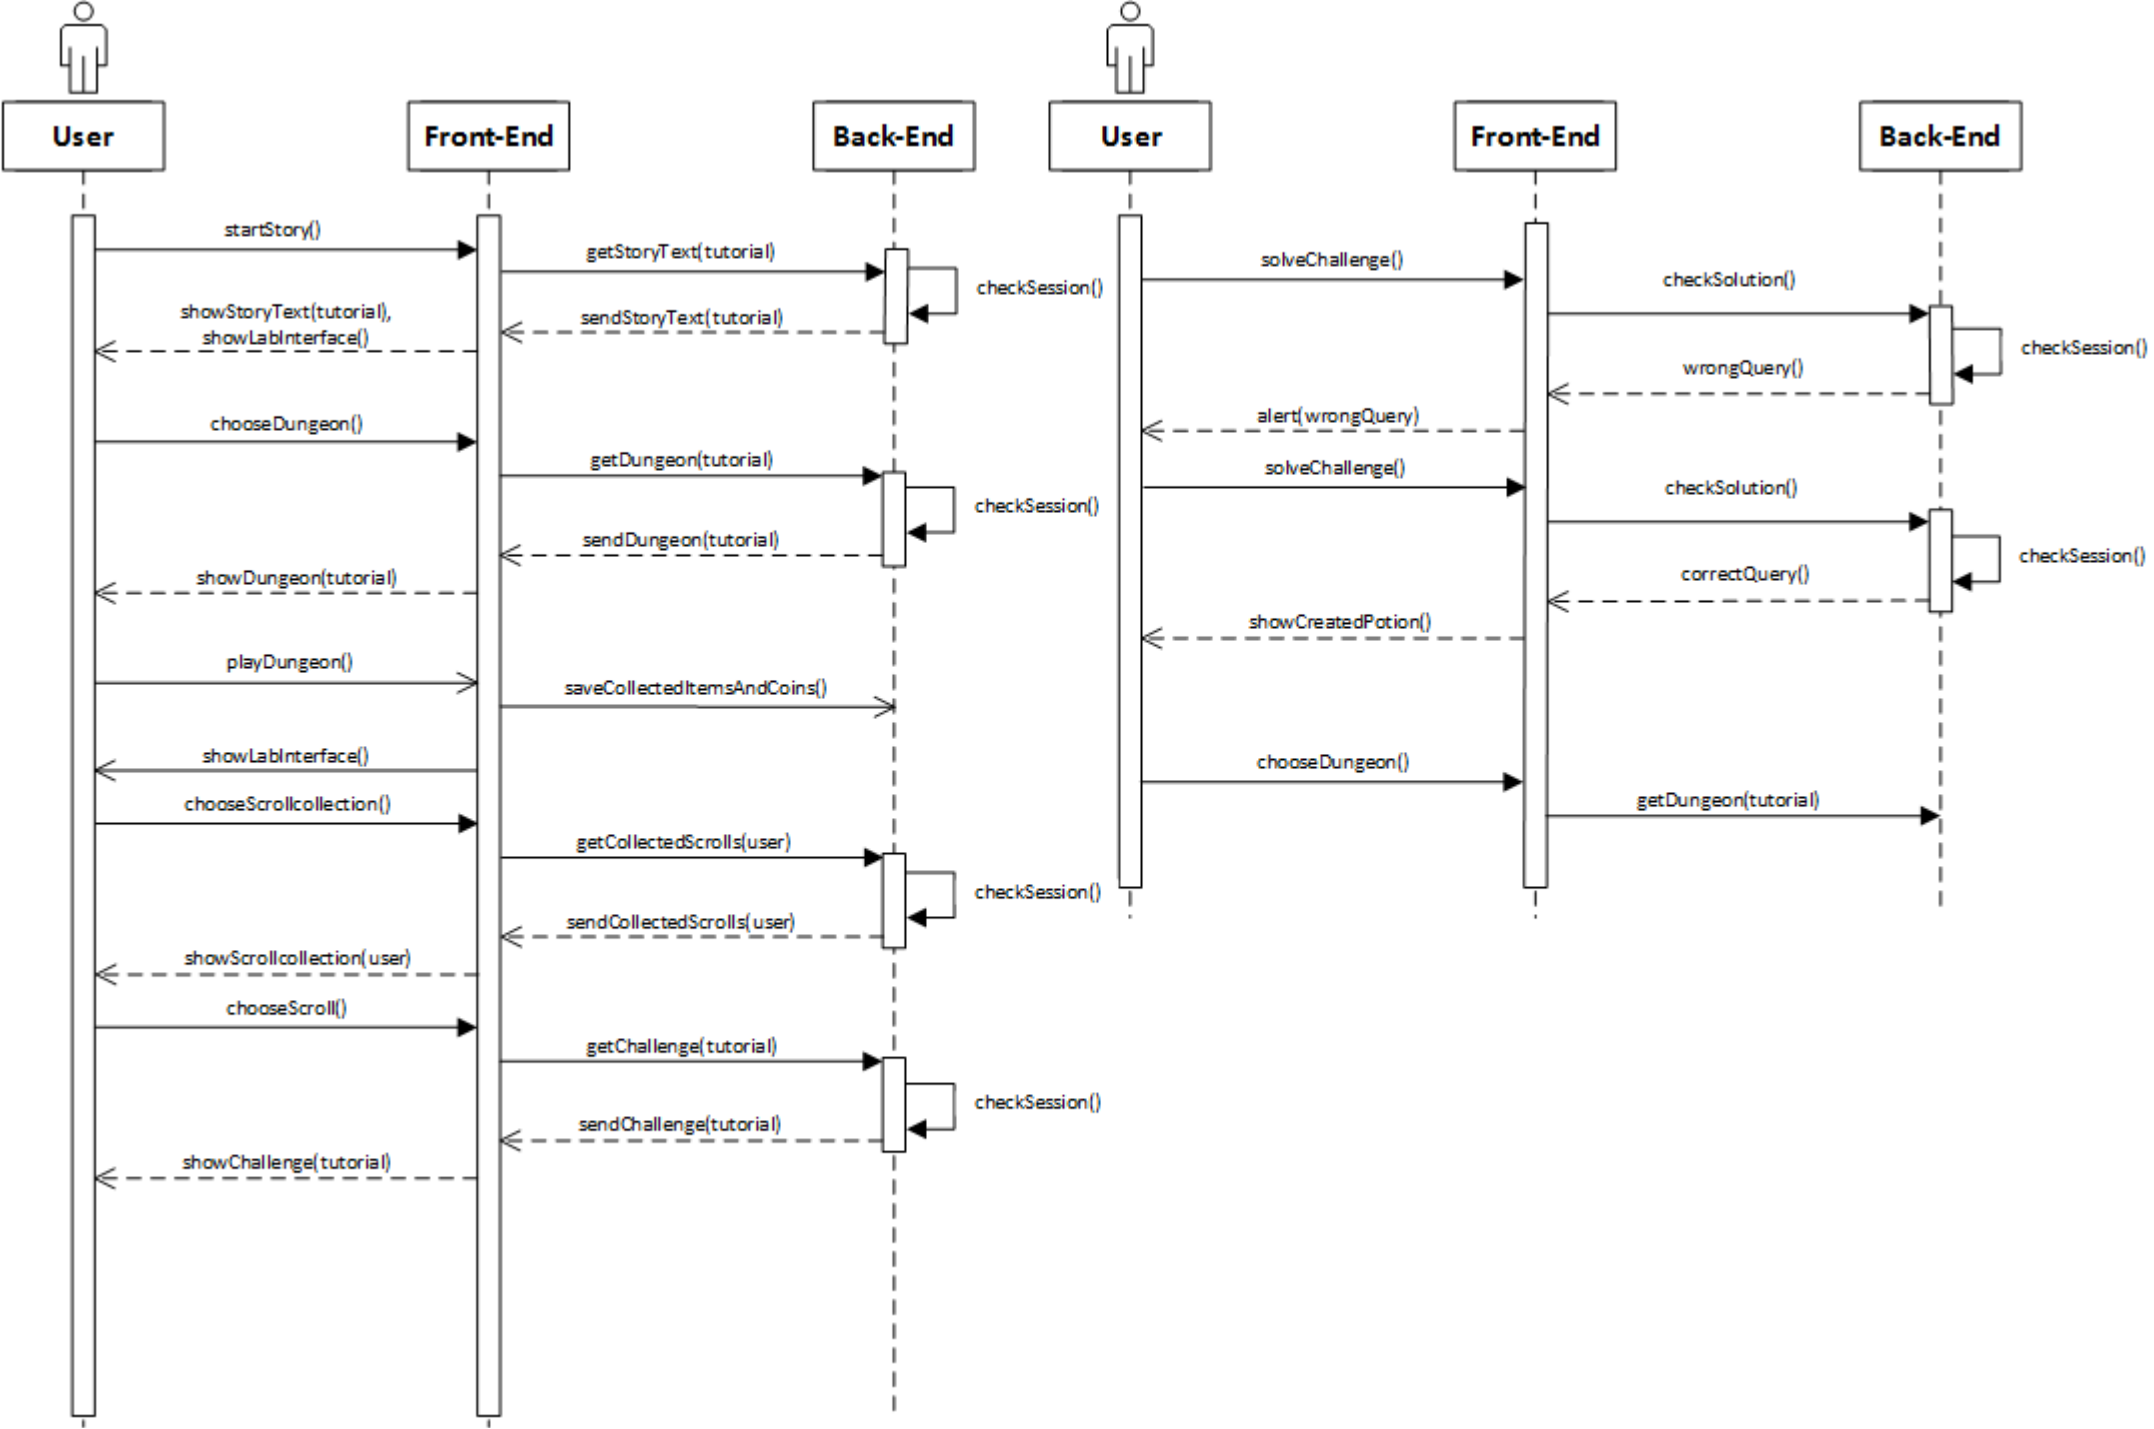 User
Front-End
Back-End
startStory()
getStoryText(tutorial)
checkSession()
sendStoryText(tutorial)
showStoryText(tutorial),
showLabInterface()
chooseDungeon()
getDungeon(tutorial)
checkSession()
sendDungeon(tutorial)
showDungeon(tutorial)
playDungeon()
saveCollectedItemsAndCoins()
showLabInterface()
chooseScrollcollection()
getCollectedScrolls(user)
checkSession()
sendCollectedScrolls(user)
showScrollcollection(user)
chooseScroll()
getChallenge(tutorial)
checkSession()
sendChallenge(tutorial)
showChallenge(tutorial)
User
Front-End
Back-End
solveChallenge()
checkSolution()
checkSession()
wrongQuery()
alert(wrongQuery)
solveChallenge()
checkSolution()
checkSession()
correctQuery()
showCreatedPotion()
chooseDungeon()
getDungeon(tutorial)